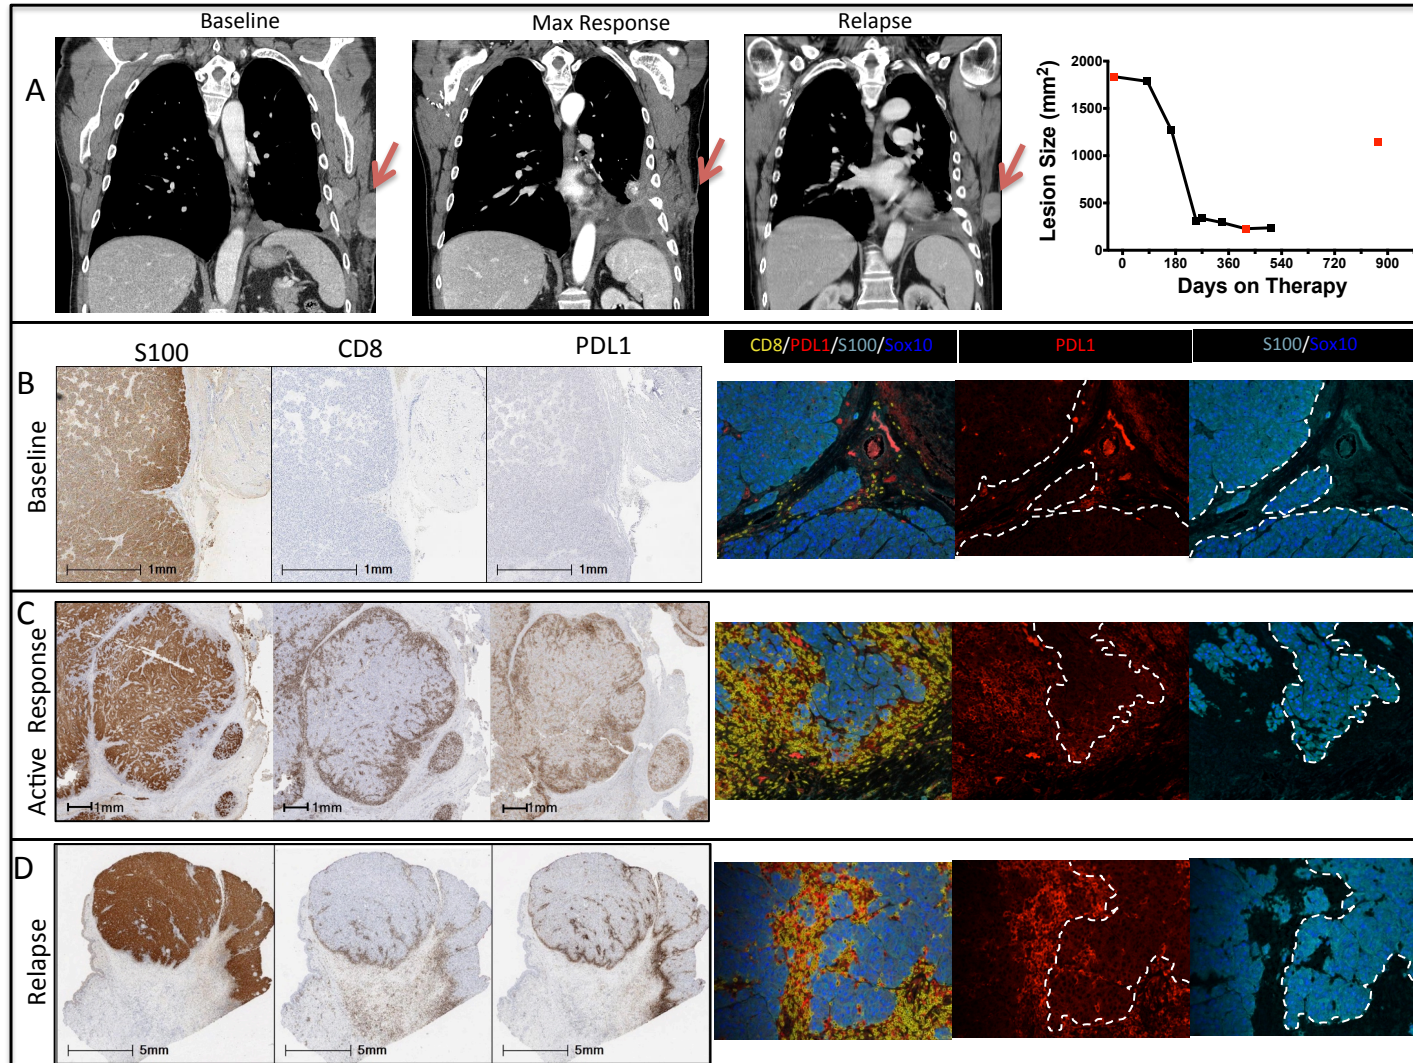 Baseline
Max Response
Relapse
A
Lesion Size (mm²)
2000
1500
1000
500
0
0 180 360 540 720 900
Days on Therapy
S100
CD8
PDL1
CD8/PDL1/S100/Sox10
PDL1
S100/Sox10
B
Baseline
1mm
1mm
1mm
C
Active Response
1mm
1mm
1mm
D
Relapse
5mm
5mm
5mm